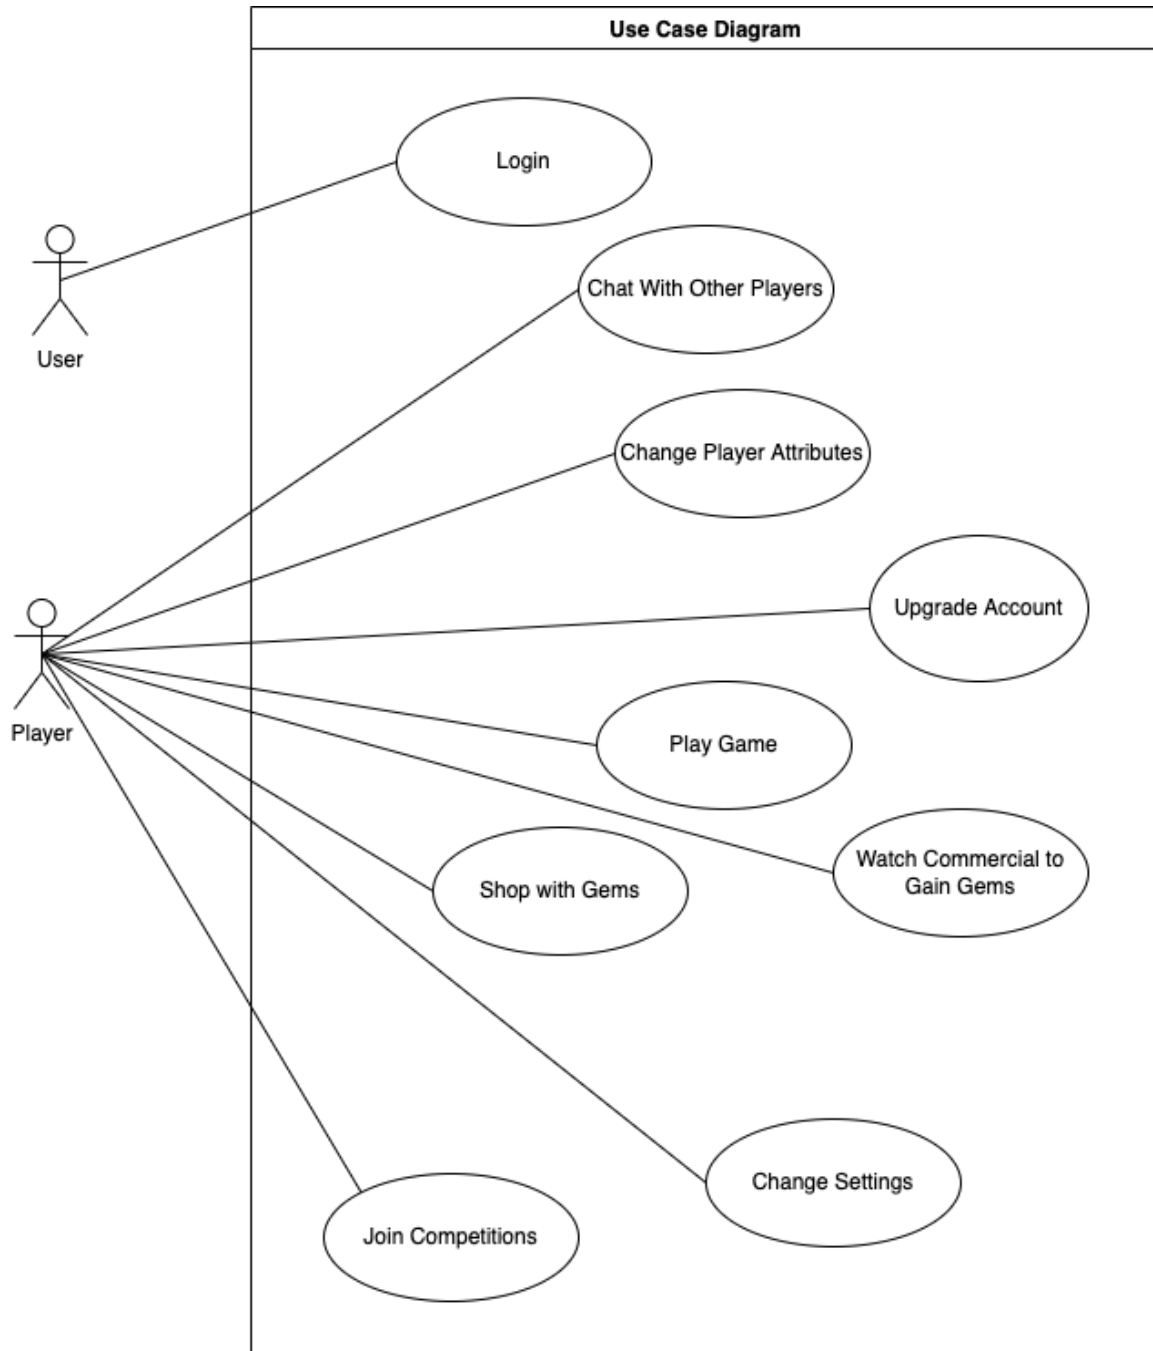 Use Case Diagram
Login
User
Chat With Other Players
Change Player Attributes
Upgrade Account
Player
Play Game
Watch Commercial to
Gain Gems
Shop with Gems
Change Settings
Join Competitions